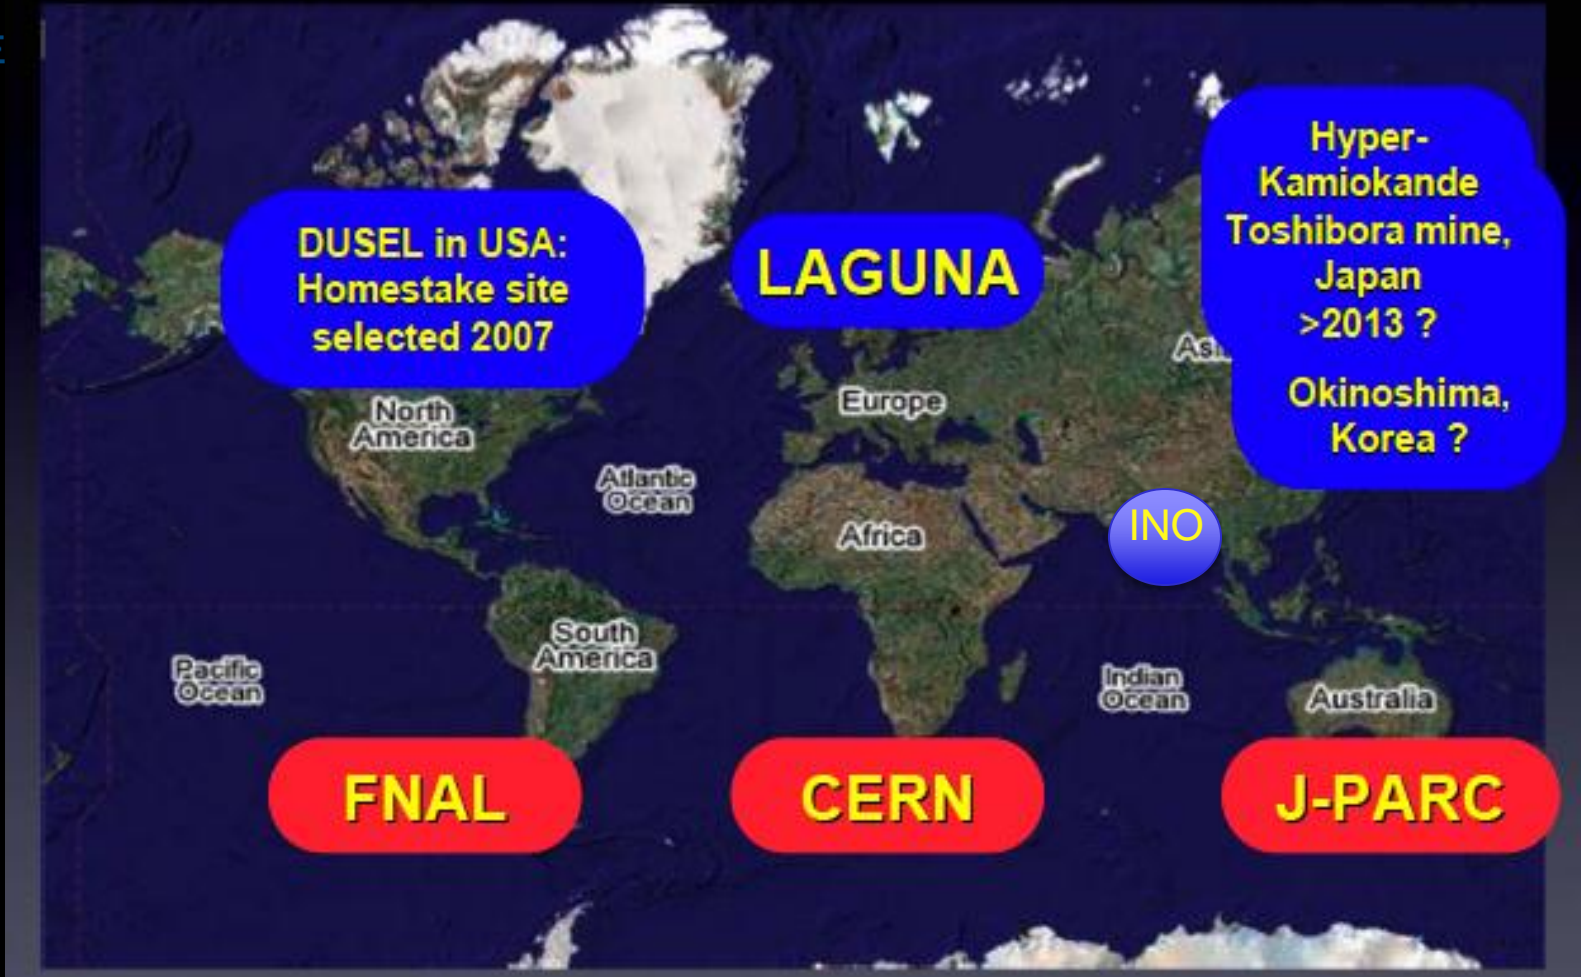 DUSEL in USA:
Homestake site
selected 2007
LAGUNA
Hyper-
Kamiokande
Toshibora mine,
Japan
>2013 ?
Okinoshima,
Korea ?
North
America
Europe
Atlantic
Ocean
Africa
INO
South
America
Pacific
Ocean
Indian
Ocean
Australia
FNAL
CERN
J-PARC